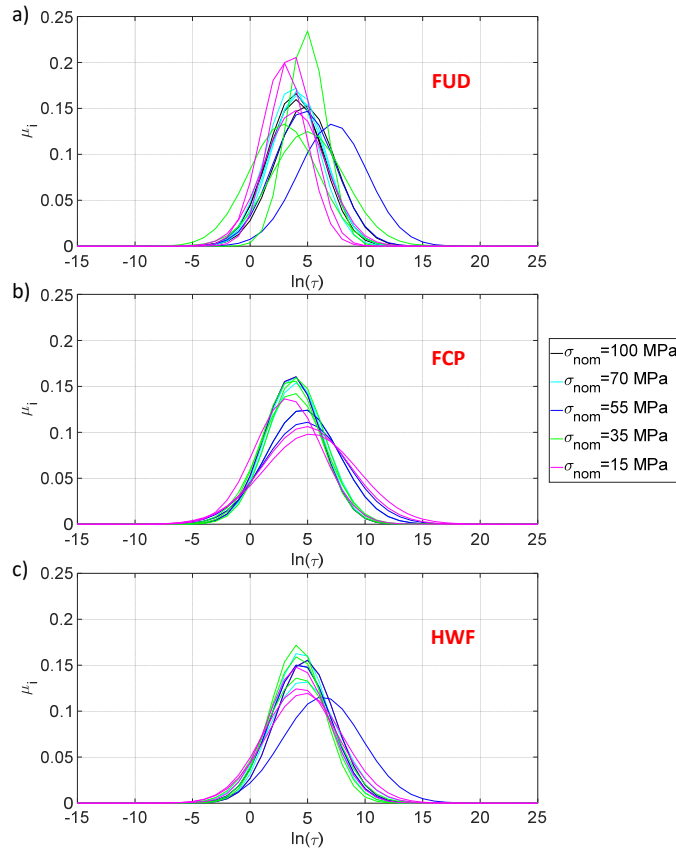 a)
0.25
0.2
0.15
0.1
0.05
0
μi
FUD
-15 -10 -5 0 5 10 15 20 25
ln(τ)
b)
0.25
0.2
0.15
0.1
0.05
0
μi
FCP
-15 -10 -5 0 5 10 15 20 25
ln(τ)
σnom=100 MPa
σnom=70 MPa
σnom=55 MPa
σnom=35 MPa
σnom=15 MPa
c)
0.25
0.2
0.15
0.1
0.05
0
μi
HWF
-15 -10 -5 0 5 10 15 20 25
ln(τ)